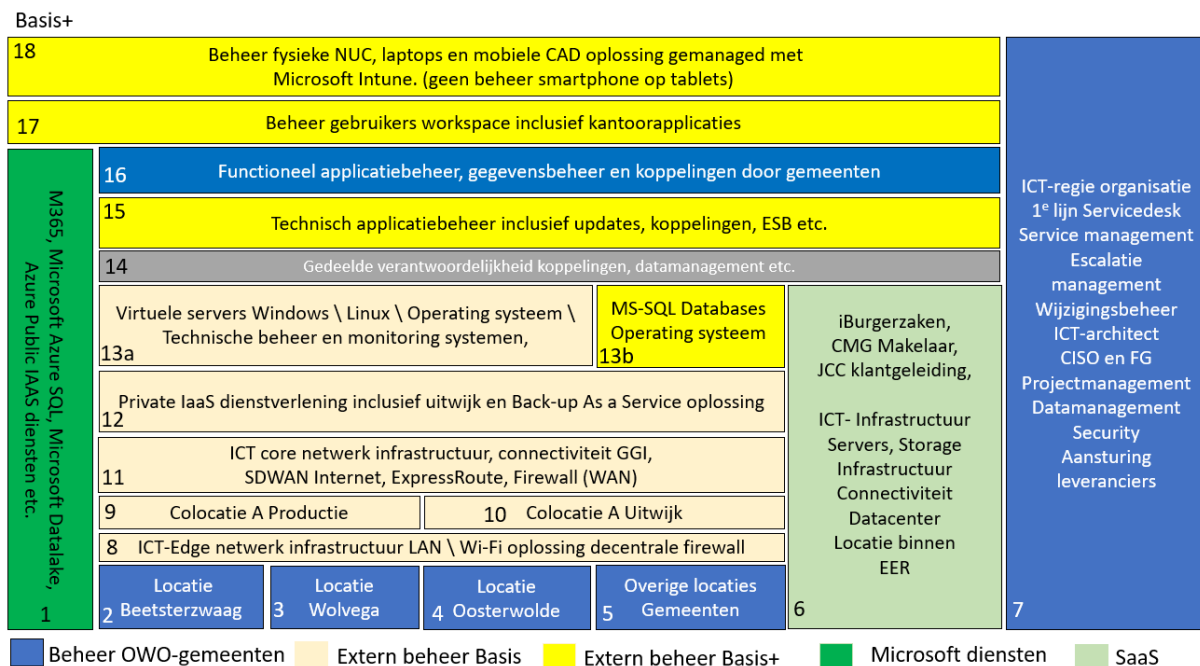 Basis+
18
Beheer fysieke NUC, laptops en mobiele CAD oplossing gemanaged met
Microsoft Intune. (geen beheer smartphone op tablets)
17
Beheer gebruikers workspace inclusief kantoorapplicaties
M365, Microsoft Azure SQL, Microsoft Datalake,
Azure Public IAAS diensten etc.
1
16
Functioneel applicatiebeheer, gegevensbeheer en koppelingen door gemeenten
15
Technisch applicatiebeheer inclusief updates, koppelingen, ESB etc.
14
Gedeelde verantwoordelijkheid koppelingen, datamanagement etc.
Virtuele servers Windows \ Linux \ Operating systeem \
Technische beheer en monitoring systemen,
13a
MS-SQL Databases
Operating systeem
13b
Private IaaS dienstverlening inclusief uitwijk en Back-up As a Service oplossing
12
ICT core netwerk infrastructuur, connectiviteit GGI,
SDWAN Internet, ExpressRoute, Firewall (WAN)
11
9
Colocatie A Productie
10
Colocatie A Uitwijk
8
ICT-Edge netwerk infrastructuur LAN \ Wi-Fi oplossing decentrale firewall
Locatie
Beetsterzwaag
2
Locatie
Wolvega
3
Locatie
Oosterwolde
4
Overige locaties
Gemeenten
5
iBurgerzaken,
CMG Makelaar,
JCC klantgeleiding,
ICT- Infrastructuur
Servers, Storage
Infrastructuur
Connectiviteit
Datacenter
Locatie binnen
EER
6
ICT-regie organisatie
1e lijn Servicedesk
Service management
Escalatie
management
Wijzigingsbeheer
ICT-architect
CISO en FG
Projectmanagement
Datamanagement
Security
Aansturing
leveranciers
7
Beheer OWO-gemeenten
Extern beheer Basis
Extern beheer Basis+
Microsoft diensten
SaaS